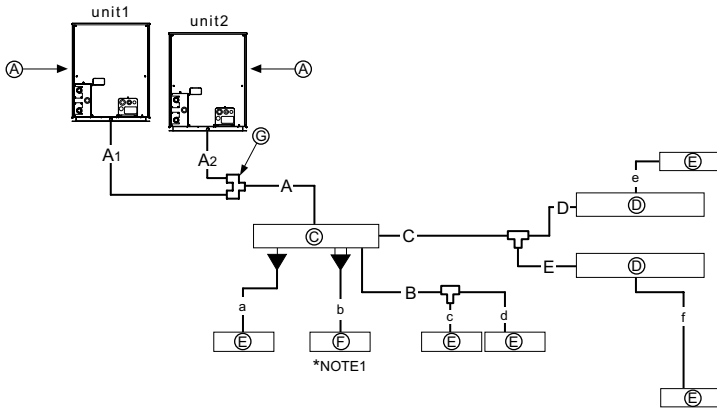 unit1
unit2
Ⓐ
Ⓐ
Ⓖ
A1
A2
A
Ⓔ
e
D
Ⓓ
Ⓒ
C
E
Ⓓ
B
a
b
c
d
f
Ⓔ
Ⓕ
Ⓔ
Ⓔ
*NOTE1
Ⓔ